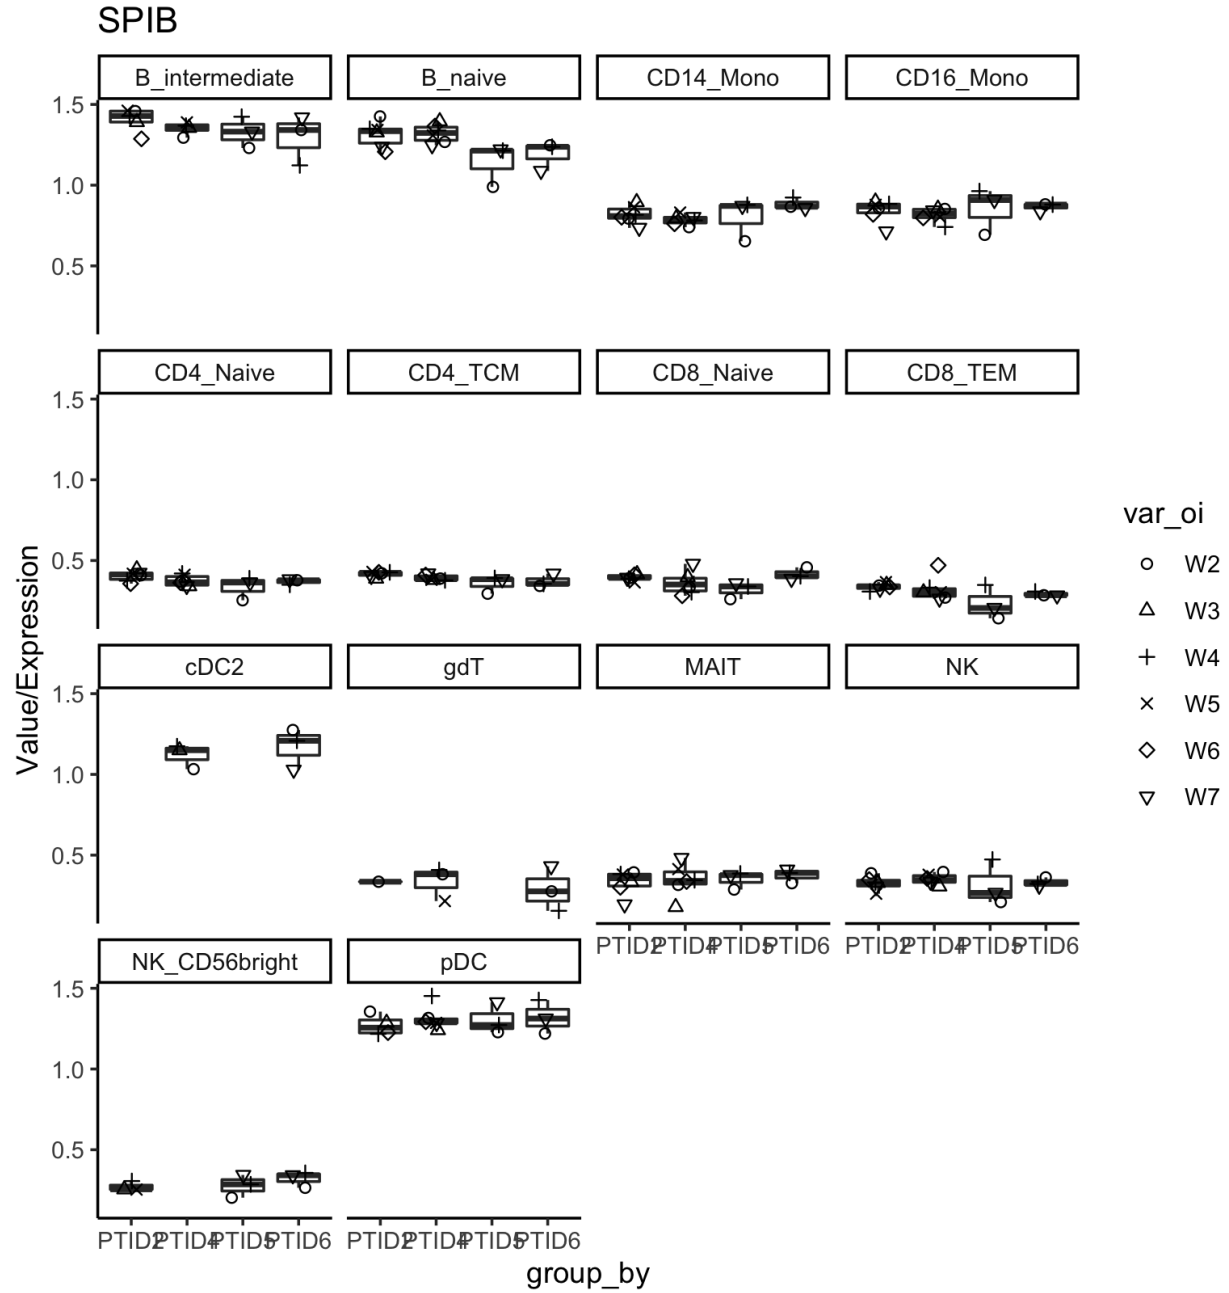 SPIB
B_intermediate B_naive CD14_Mono CD16_Mono
1.5
1.0
0.5
CD4_Naive CD4_TCM CD8_Naive CD8_TEM
1.5
1.0
0.5
cDC2 gdT MAIT NK
1.5
1.0
0.5
PTID2 PTID4 PTID5 PTID6 PTID2 PTID4 PTID5 PTID6
NK_CD56bright pDC
1.5
1.0
0.5
PTID2 PTID4 PTID5 PTID6 PTID2 PTID4 PTID5 PTID6
group_by
Value/Expression
var_oi
W2
W3
W4
W5
W6
W7